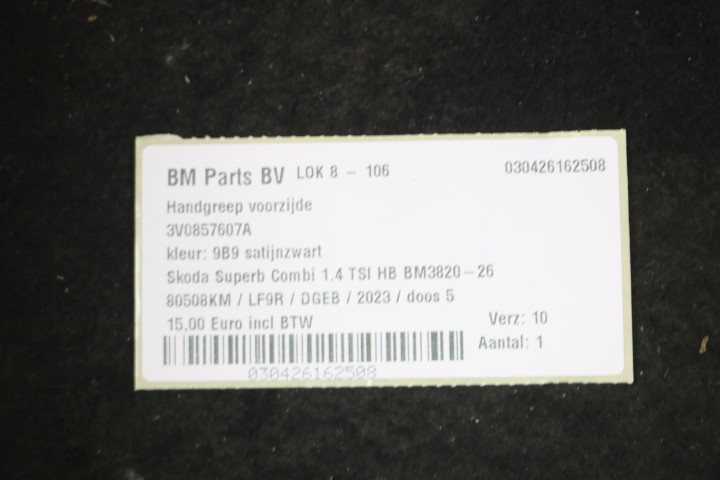 BM Parts BV LOK 8 - 106 030426162508
Handgreep voorzijde
3V0857607A
kleur: 9B9 satijnzwart
Skoda Superb Combi 1.4 TSI HB BM3820-26
80508KM / LF9R / DGEB / 2023 / doos 5
15,00 Euro incl BTW Verz: 10
Aantal: 1
030426162508